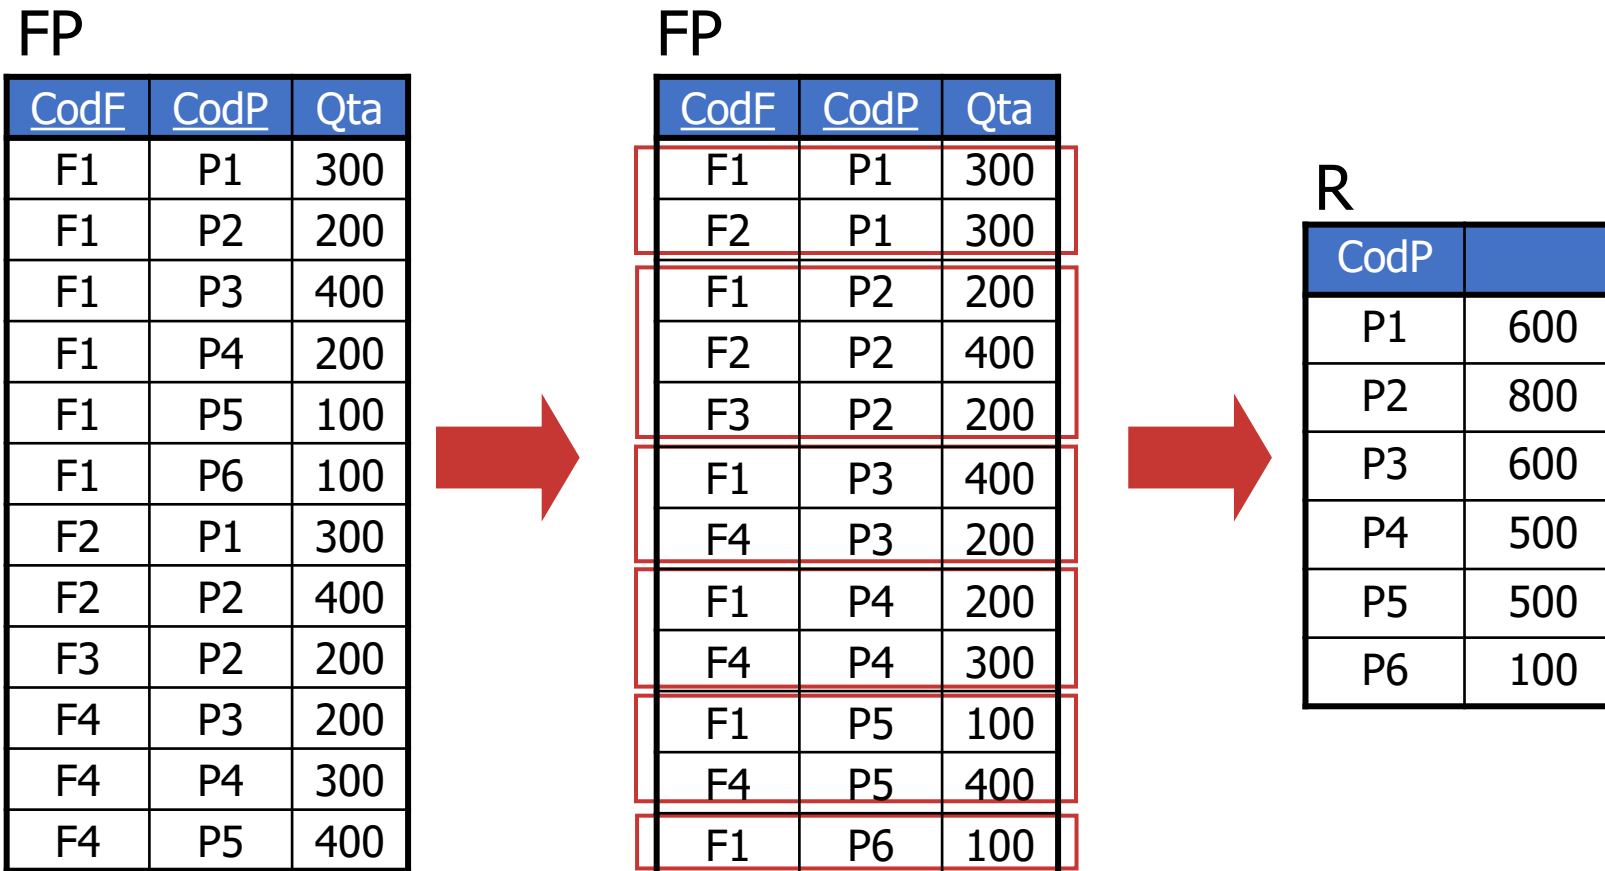 FP
CodF CodP Qta
F1 P1 300
F1 P2 200
F1 P3 400
F1 P4 200
F1 P5 100
F1 P6 100
F2 P1 300
F2 P2 400
F3 P2 200
F4 P3 200
F4 P4 300
F4 P5 400
FP
CodF CodP Qta
F1 P1 300
F2 P1 300
F1 P2 200
F2 P2 400
F3 P2 200
F1 P3 400
F4 P3 200
F1 P4 200
F4 P4 300
F1 P5 100
F4 P5 400
F1 P6 100
R
CodP
P1 600
P2 800
P3 600
P4 500
P5 500
P6 100